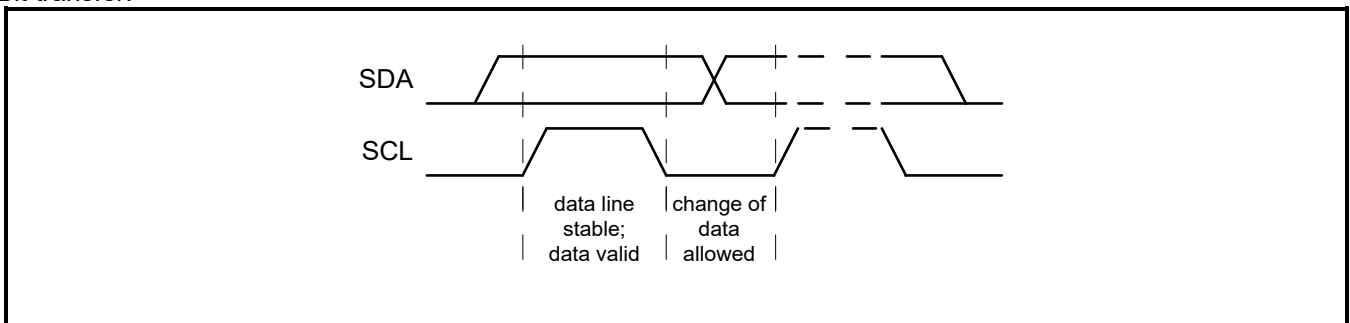 SDA
SCL
data line
stable;
data valid
change of
data
allowed